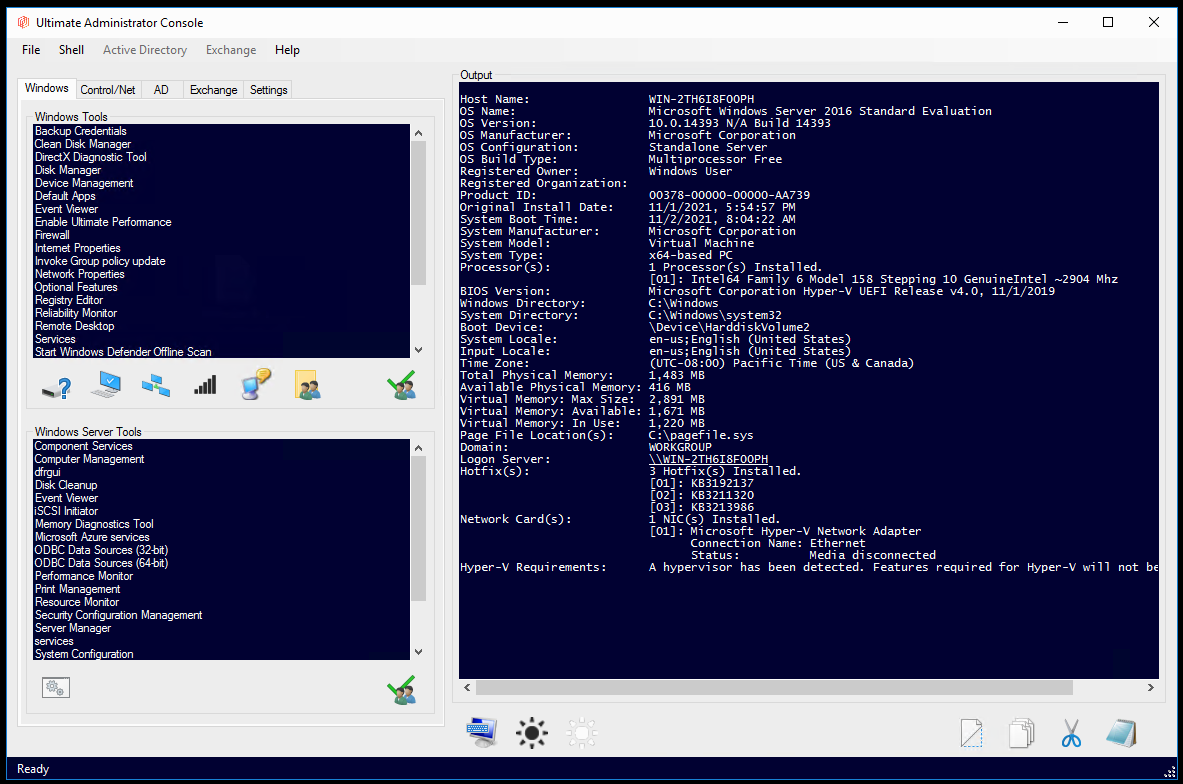 Ultimate Administrator Console
File Shell Active Directory Exchange Help
Windows Control/Net AD Exchange Settings
Windows Tools
Backup Credentials
Clean Disk Manager
DirectX Diagnostic Tool
Disk Manager
Device Management
Default Apps
Event Viewer
Enable Ultimate Performance
Firewall
Internet Properties
Invoke Group policy update
Network Properties
Optional Features
Registry Editor
Reliability Monitor
Remote Desktop
Services
Start Windows Defender Offline Scan
Windows Server Tools
Component Services
Computer Management
dfrgui
Disk Cleanup
Event Viewer
iSCSI Initiator
Memory Diagnostics Tool
Microsoft Azure services
ODBC Data Sources (32-bit)
ODBC Data Sources (64-bit)
Performance Monitor
Print Management
Resource Monitor
Security Configuration Management
Server Manager
services
System Configuration
Output
Host Name: WIN-2TH6I8FOOPH
OS Name: Microsoft Windows Server 2016 Standard Evaluation
OS Version: 10.0.14393 N/A Build 14393
OS Manufacturer: Microsoft Corporation
OS Configuration: Standalone Server
OS Build Type: Multiprocessor Free
Registered Owner: Windows User
Registered Organization:
Product ID: 00378-00000-00000-AA739
Original Install Date: 11/1/2021, 5:54:57 PM
System Boot Time: 11/2/2021, 8:04:22 AM
System Manufacturer: Microsoft Corporation
System Model: Virtual Machine
System Type: x64-based PC
Processor(s): 1 Processor(s) Installed.
[01]: Intel64 Family 6 Model 158 Stepping 10 GenuineIntel ~2904 Mhz
BIOS Version: Microsoft Corporation Hyper-V UEFI Release v4.0, 11/1/2019
Windows Directory: C:\Windows
System Directory: C:\Windows\system32
Boot Device: \Device\HarddiskVolume2
System Locale: en-us;English (United States)
Input Locale: en-us;English (United States)
Time Zone: (UTC-08:00) Pacific Time (US & Canada)
Total Physical Memory: 1,483 MB
Available Physical Memory: 416 MB
Virtual Memory: Max Size: 2,891 MB
Virtual Memory: Available: 1,671 MB
Virtual Memory: In Use: 1,220 MB
Page File Location(s): C:\pagefile.sys
Domain: WORKGROUP
Logon Server: \\WIN-2TH6I8FOOPH
Hotfix(s): 3 Hotfix(s) Installed.
[01]: KB3192137
[02]: KB3211320
[03]: KB3213986
Network Card(s): 1 NIC(s) Installed.
[01]: Microsoft Hyper-V Network Adapter
Connection Name: Ethernet
Status: Media disconnected
Hyper-V Requirements: A hypervisor has been detected. Features required for Hyper-V will not be
Ready